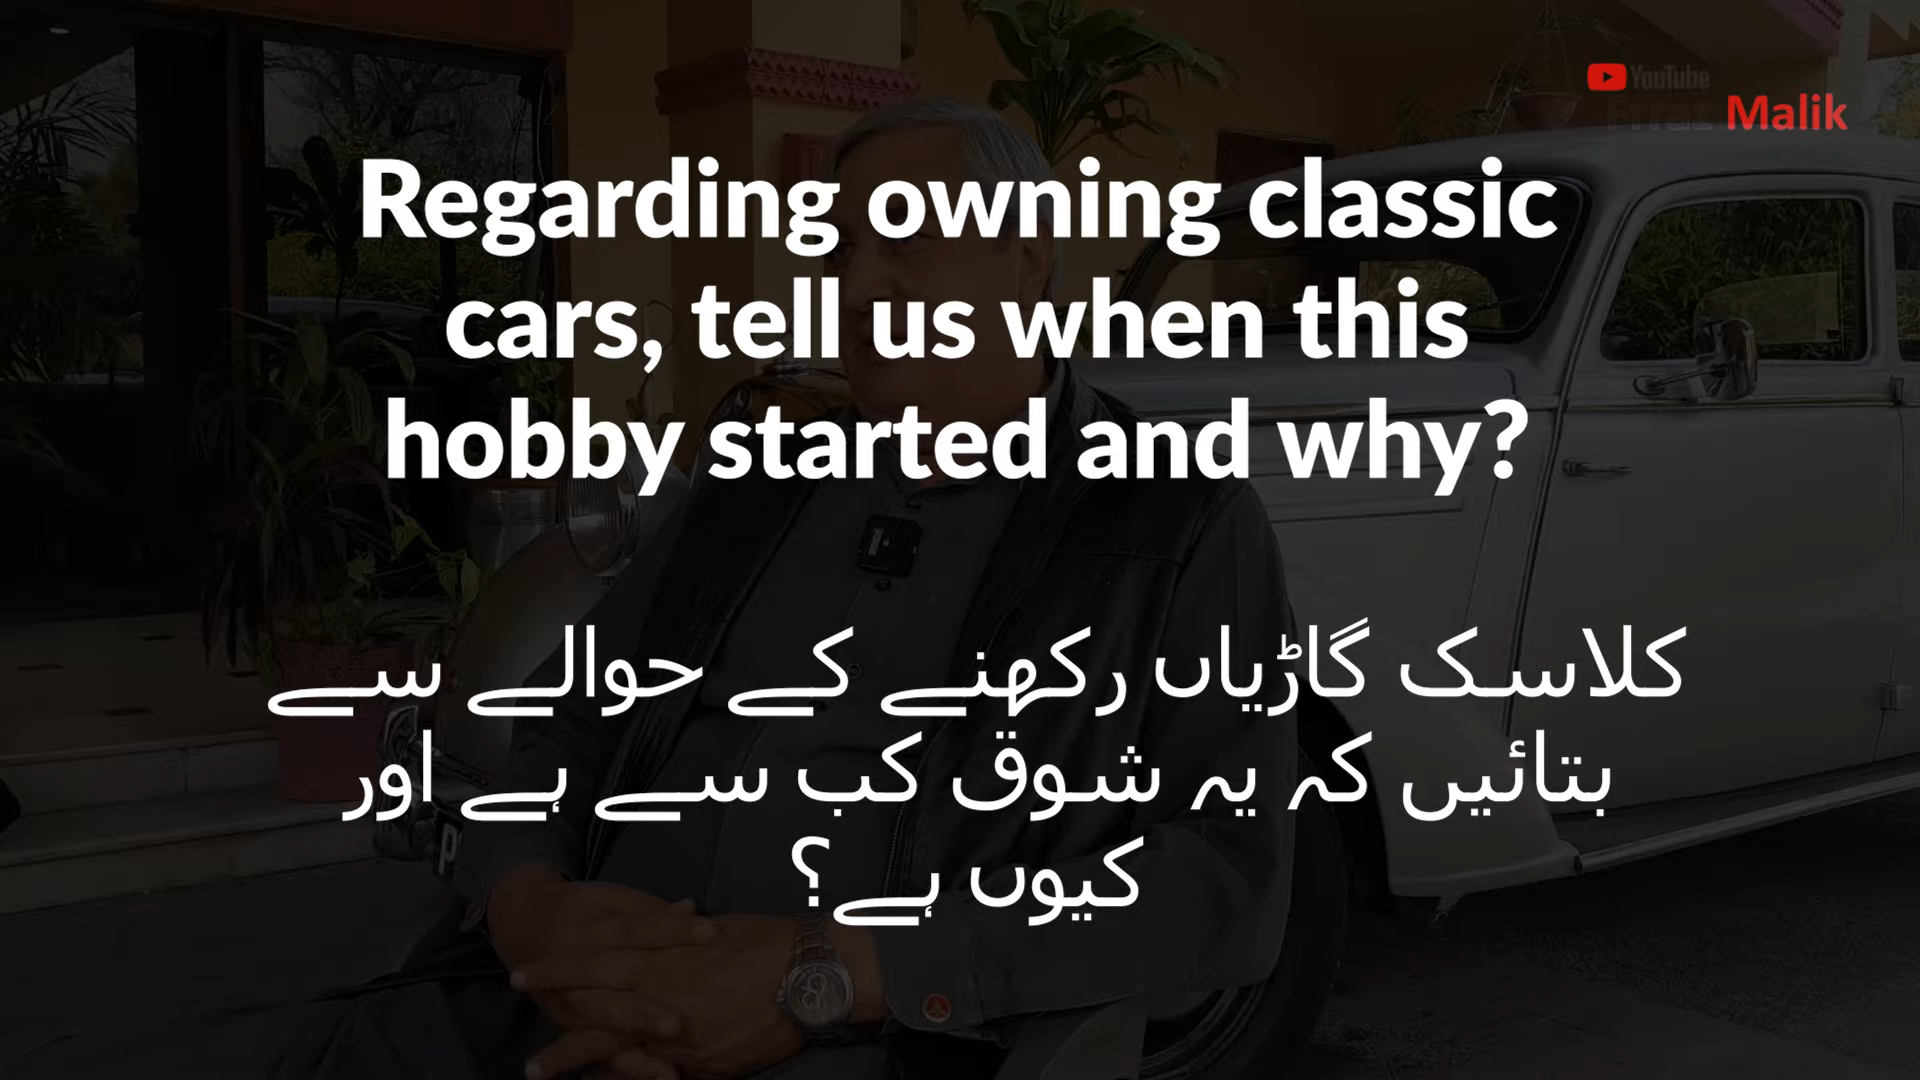 YouTube
Malik
Regarding owning classic
cars, tell us when this
hobby started and why?
کلاسک گاڑیاں رکھنے کے حوالے سے
بتائیں کہ یہ شوق کب سے ہے اور
کیوں ہے؟
P